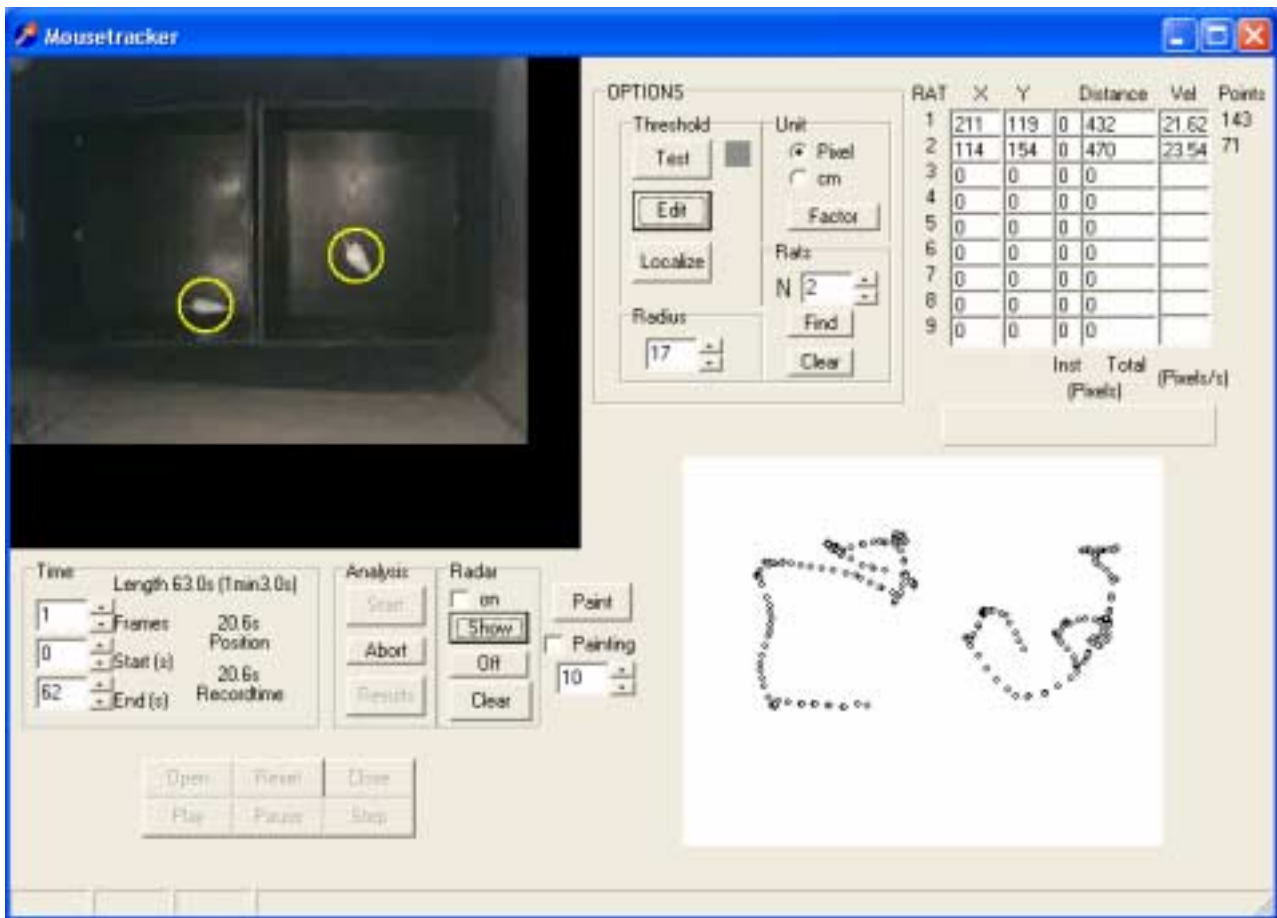 Mousetracker
OPTIONS
Threshold
Test
Edit
Localize
Radius
17
Unit
Pixel
cm
Factor
Rats
N 2
Find
Clear
RAT X Y Distance Vel Points
1 211 119 0 432 21.62 143
2 114 154 0 470 23.54 71
3 0 0 0 0
4 0 0 0 0
5 0 0 0 0
6 0 0 0 0
7 0 0 0 0
8 0 0 0 0
9 0 0 0 0
Inst Total (Pixels/s)
(Pixels)
Time
Length 63.0s (1min3.0s)
1 Frames
0 Start (s)
62 End (s)
20.6s
Position
20.6s
Recordtime
Analysis
Start
Abort
Results
Radar
on
Show
Off
Clear
Paint
Painting
10
Open Reset Close
Play Pause Step